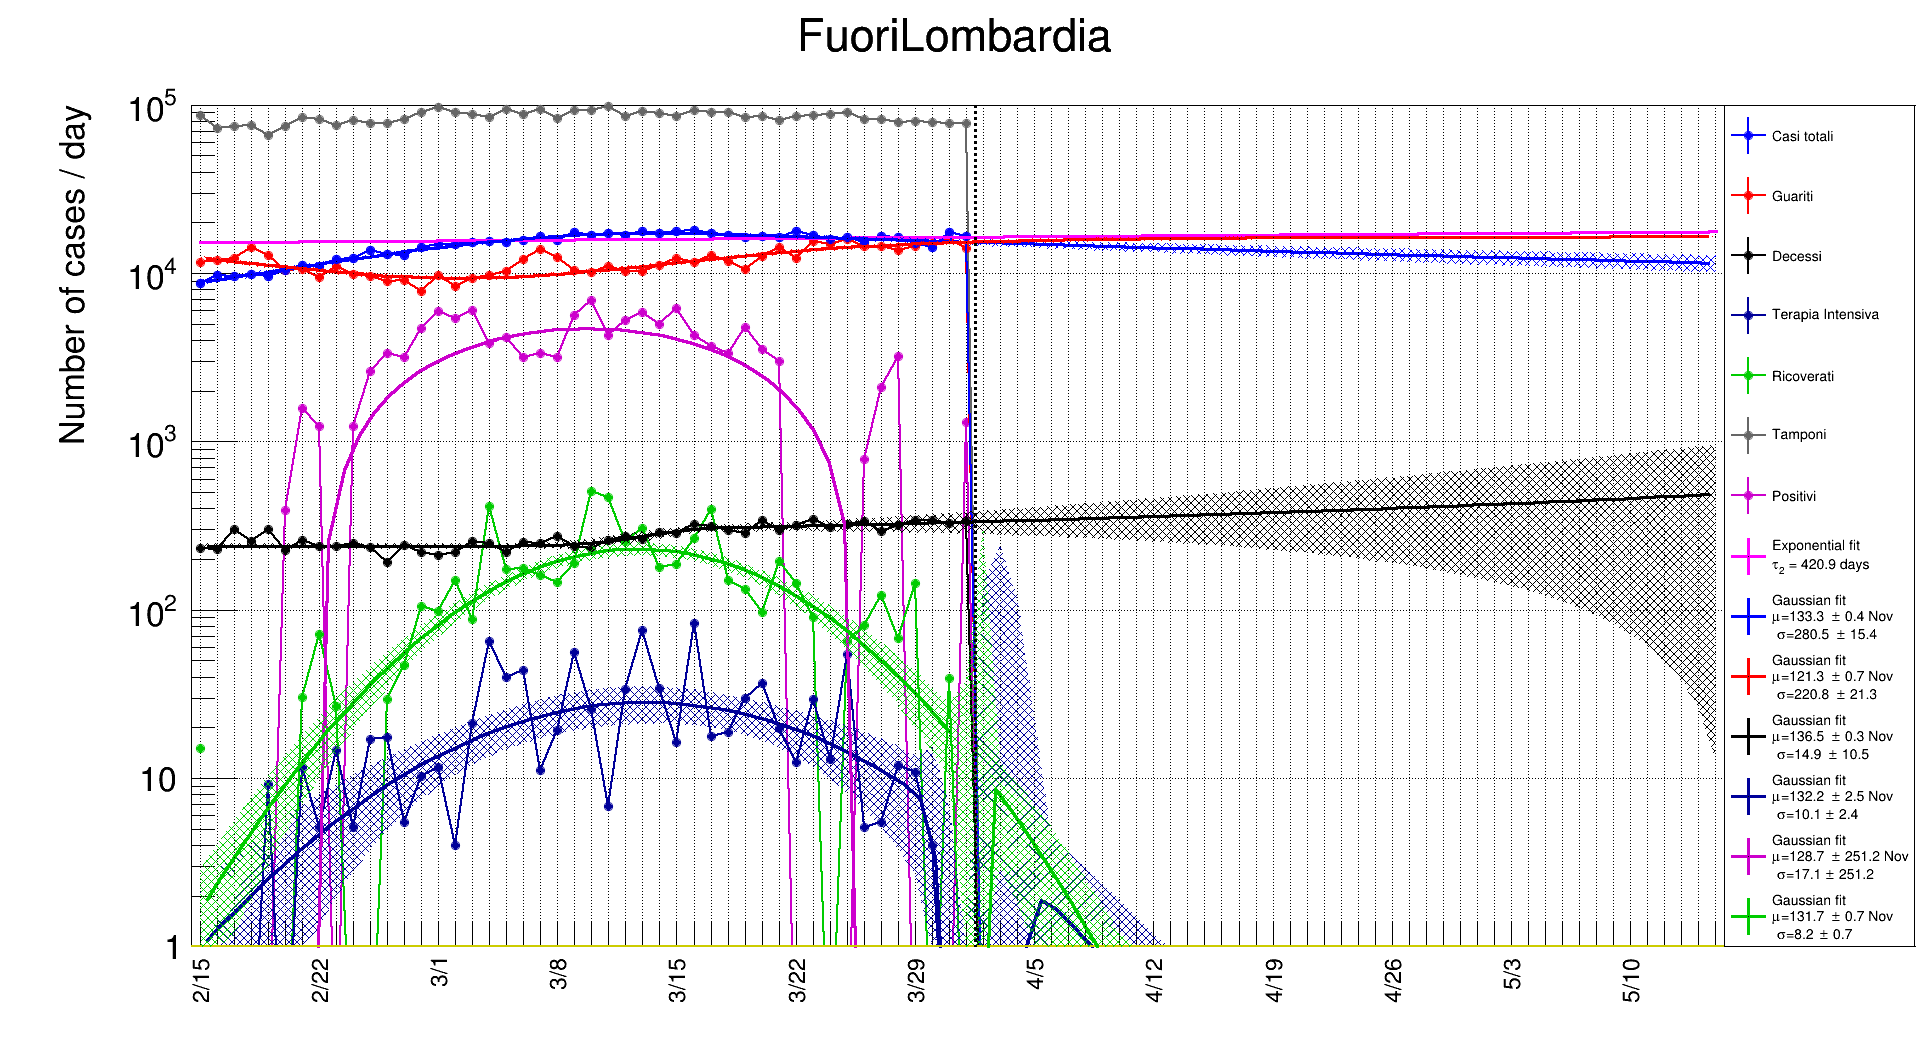 FuoriLombardia
Number of cases / day
10^5
10^4
10^3
10^2
10
1
2/15
2/22
3/1
3/8
3/15
3/22
3/29
4/5
4/12
4/19
4/26
5/3
5/10
Casi totali
Guariti
Decessi
Terapia Intensiva
Ricoverati
Tamponi
Positivi
Exponential fit
τ₂ = 420.9 days
Gaussian fit
μ=133.3 ± 0.4 Nov
σ=280.5 ± 15.4
Gaussian fit
μ=121.3 ± 0.7 Nov
σ=220.8 ± 21.3
Gaussian fit
μ=136.5 ± 0.3 Nov
σ=14.9 ± 10.5
Gaussian fit
μ=132.2 ± 2.5 Nov
σ=10.1 ± 2.4
Gaussian fit
μ=128.7 ± 251.2 Nov
σ=17.1 ± 251.2
Gaussian fit
μ=131.7 ± 0.7 Nov
σ=8.2 ± 0.7